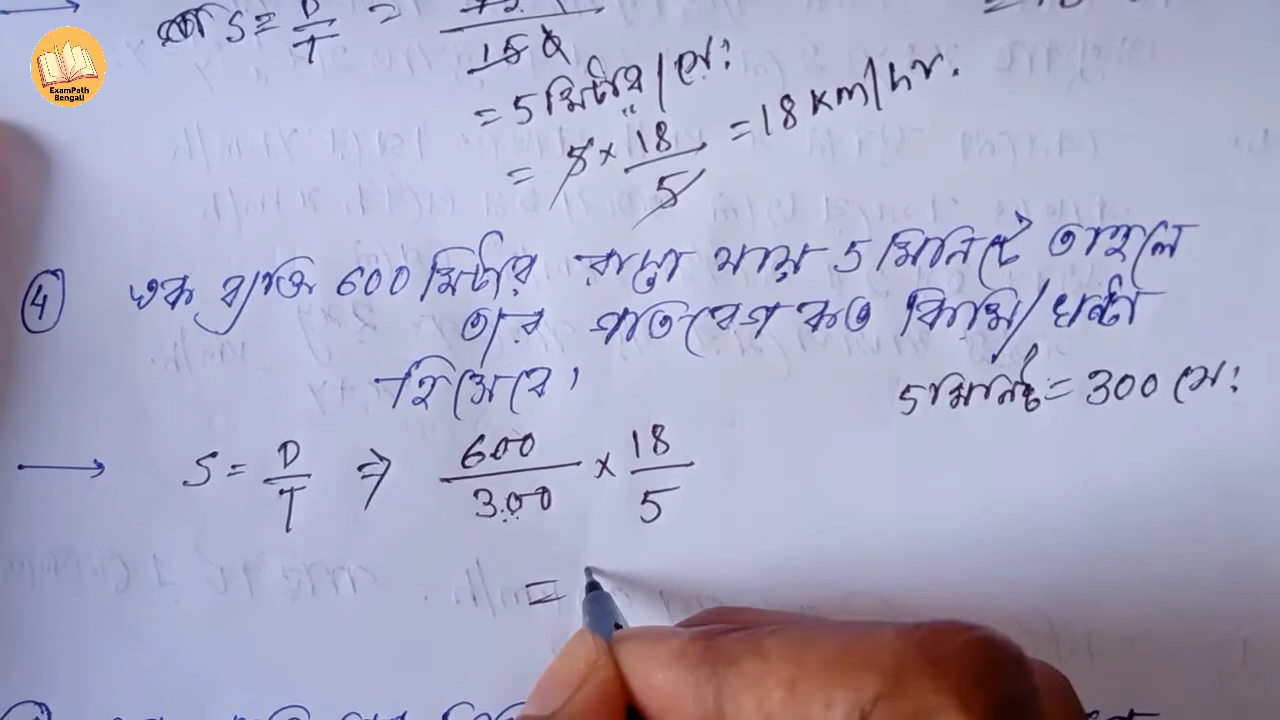 ExamPath
Bengali
S = D/T =
150
= 5 মিটার/সে:
= 5 × 18/5 = 18 km/hr.
④ এক ব্যক্তি 600 মিটার রাস্তা যায় 5 মিনিটে তাহলে
তার গতিবেগ কত কিমি/ঘন্টা
হিসেবে।
5 মিনিট = 300 সে:
S = D/T ⇒ 600/300 × 18/5
=